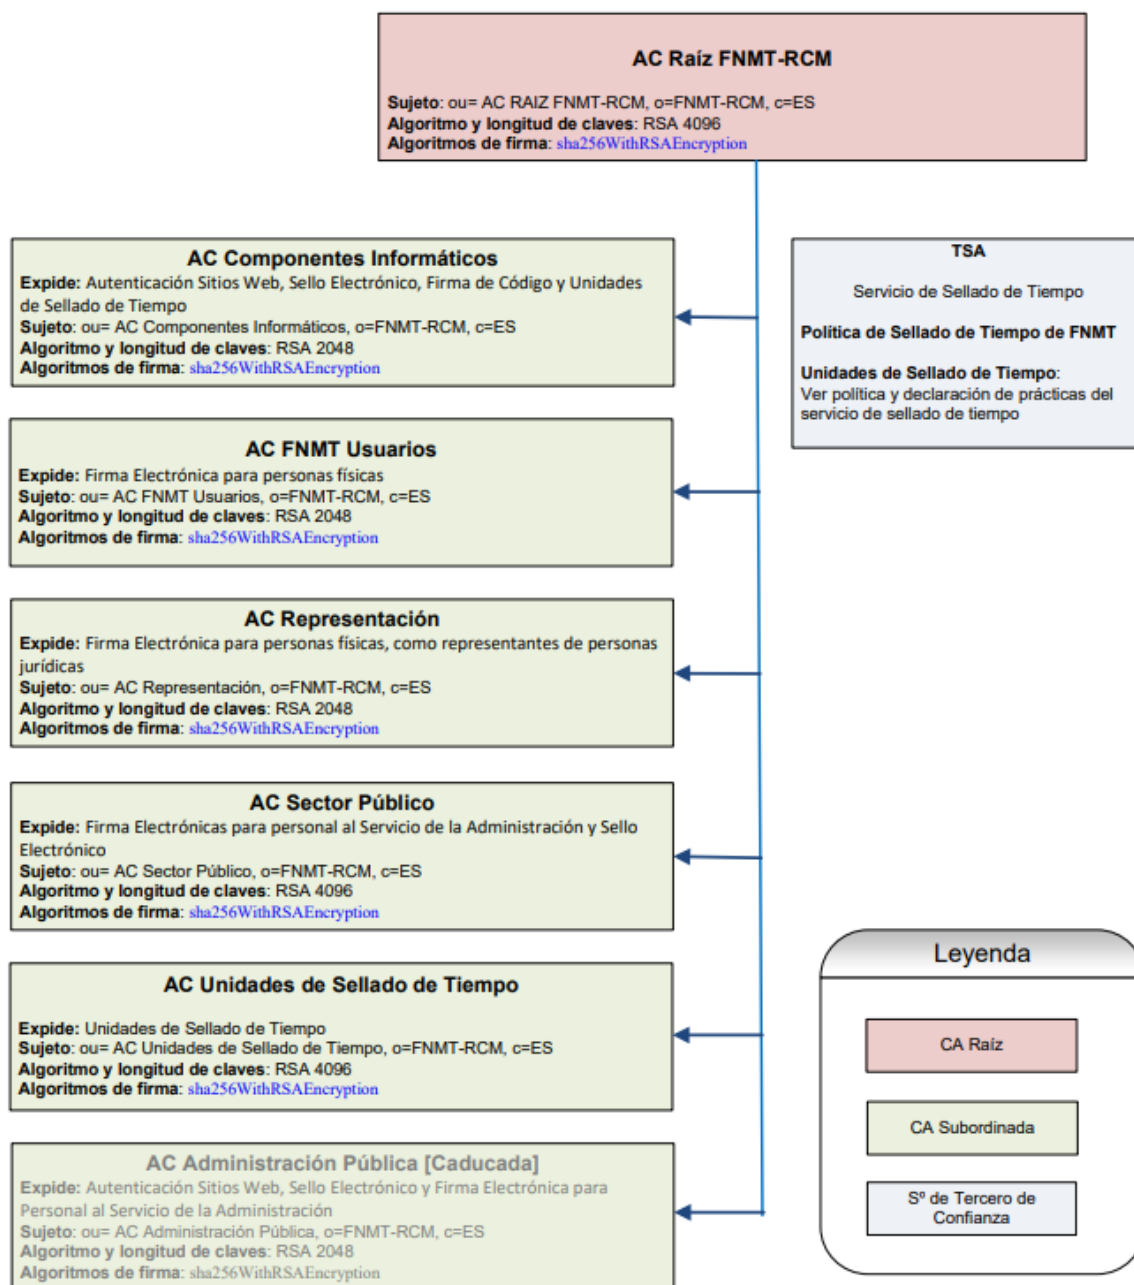 AC Raíz FNMT-RCM
Sujeto: ou= AC RAIZ FNMT-RCM, o=FNMT-RCM, c=ES
Algoritmo y longitud de claves: RSA 4096
Algoritmos de firma: sha256WithRSAEncryption
AC Componentes Informáticos
Expide: Autenticación Sitios Web, Sello Electrónico, Firma de Código y Unidades
de Sellado de Tiempo
Sujeto: ou= AC Componentes Informáticos, o=FNMT-RCM, c=ES
Algoritmo y longitud de claves: RSA 2048
Algoritmos de firma: sha256WithRSAEncryption
TSA
Servicio de Sellado de Tiempo
Política de Sellado de Tiempo de FNMT
Unidades de Sellado de Tiempo:
Ver política y declaración de prácticas del
servicio de sellado de tiempo
AC FNMT Usuarios
Expide: Firma Electrónica para personas físicas
Sujeto: ou= AC FNMT Usuarios, o=FNMT-RCM, c=ES
Algoritmo y longitud de claves: RSA 2048
Algoritmos de firma: sha256WithRSAEncryption
AC Representación
Expide: Firma Electrónica para personas físicas, como representantes de personas
jurídicas
Sujeto: ou= AC Representación, o=FNMT-RCM, c=ES
Algoritmo y longitud de claves: RSA 2048
Algoritmos de firma: sha256WithRSAEncryption
AC Sector Público
Expide: Firma Electrónicas para personal al Servicio de la Administración y Sello
Electrónico
Sujeto: ou= AC Sector Público, o=FNMT-RCM, c=ES
Algoritmo y longitud de claves: RSA 4096
Algoritmos de firma: sha256WithRSAEncryption
AC Unidades de Sellado de Tiempo
Expide: Unidades de Sellado de Tiempo
Sujeto: ou= AC Unidades de Sellado de Tiempo, o=FNMT-RCM, c=ES
Algoritmo y longitud de claves: RSA 4096
Algoritmos de firma: sha256WithRSAEncryption
AC Administración Pública [Caducada]
Expide: Autenticación Sitios Web, Sello Electrónico y Firma Electrónica para
Personal al Servicio de la Administración
Sujeto: ou= AC Administración Pública, o=FNMT-RCM, c=ES
Algoritmo y longitud de claves: RSA 2048
Algoritmos de firma: sha256WithRSAEncryption
Leyenda
CA Raíz
CA Subordinada
Sº de Tercero de
Confianza